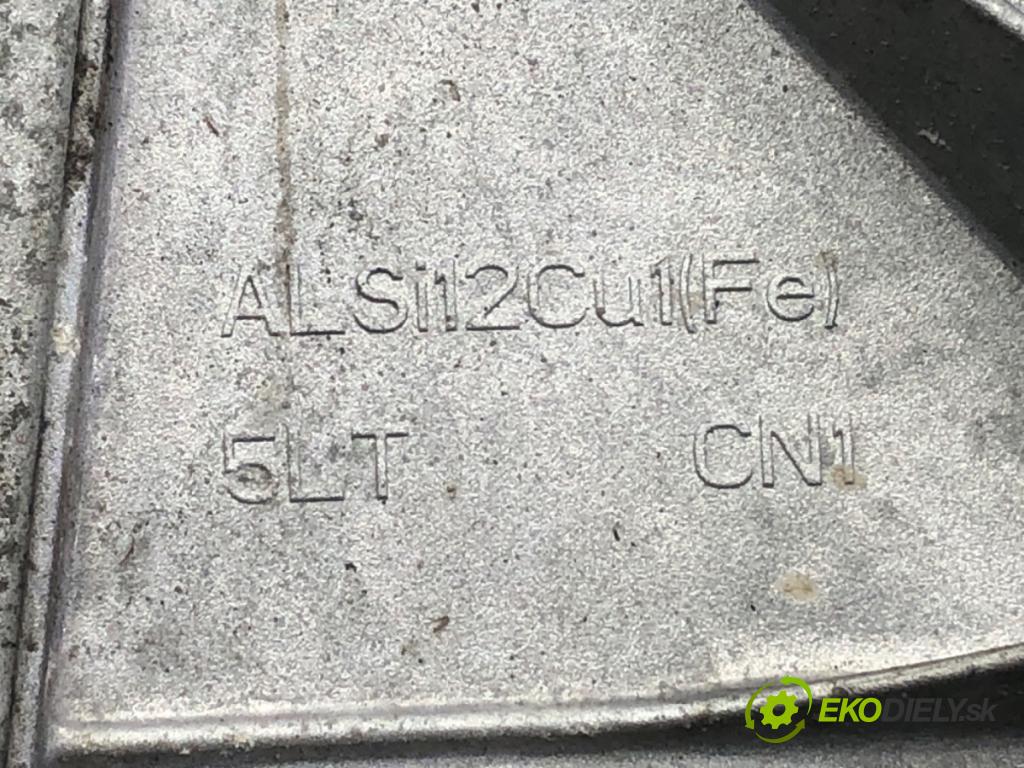 ALSi12Cu1(Fe)
5LT CN1
EKODIELY.sk